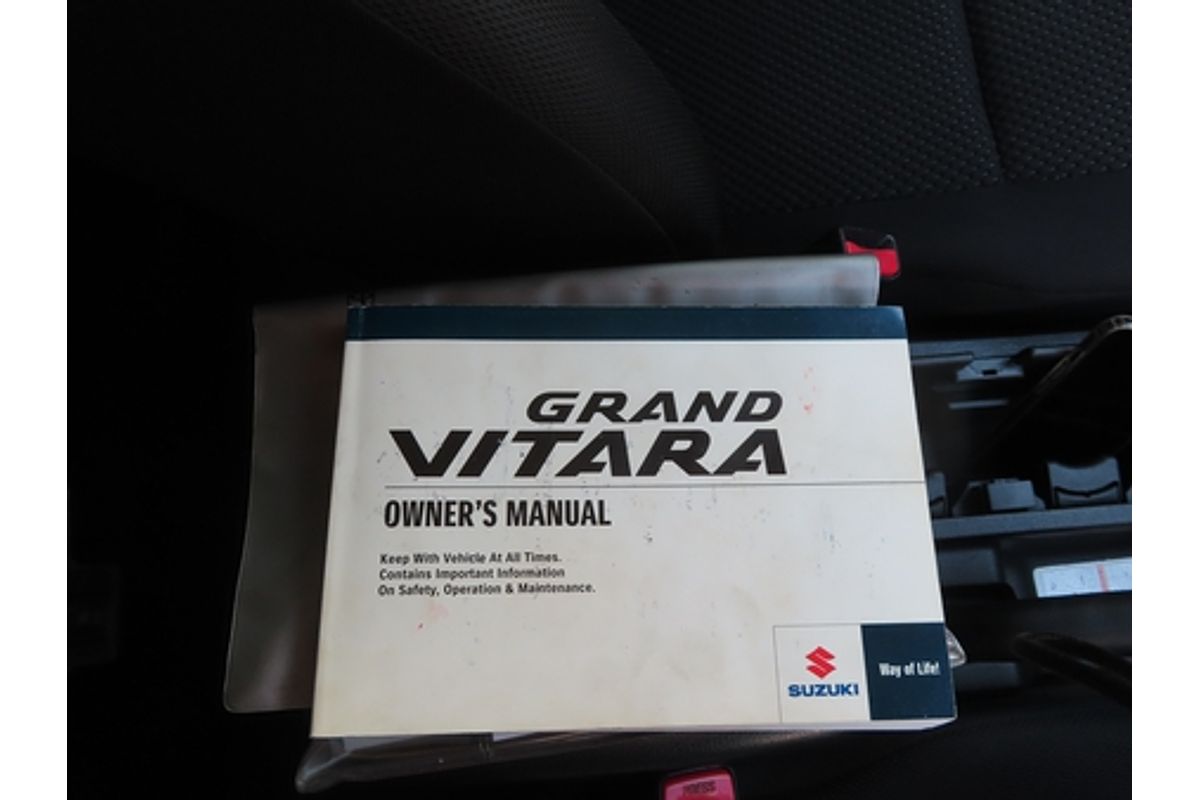 GRAND
VITARA
OWNER'S MANUAL
Keep With Vehicle At All Times.
Contains Important Information
On Safety, Operation & Maintenance.
SUZUKI
Way of Life!
PRESS